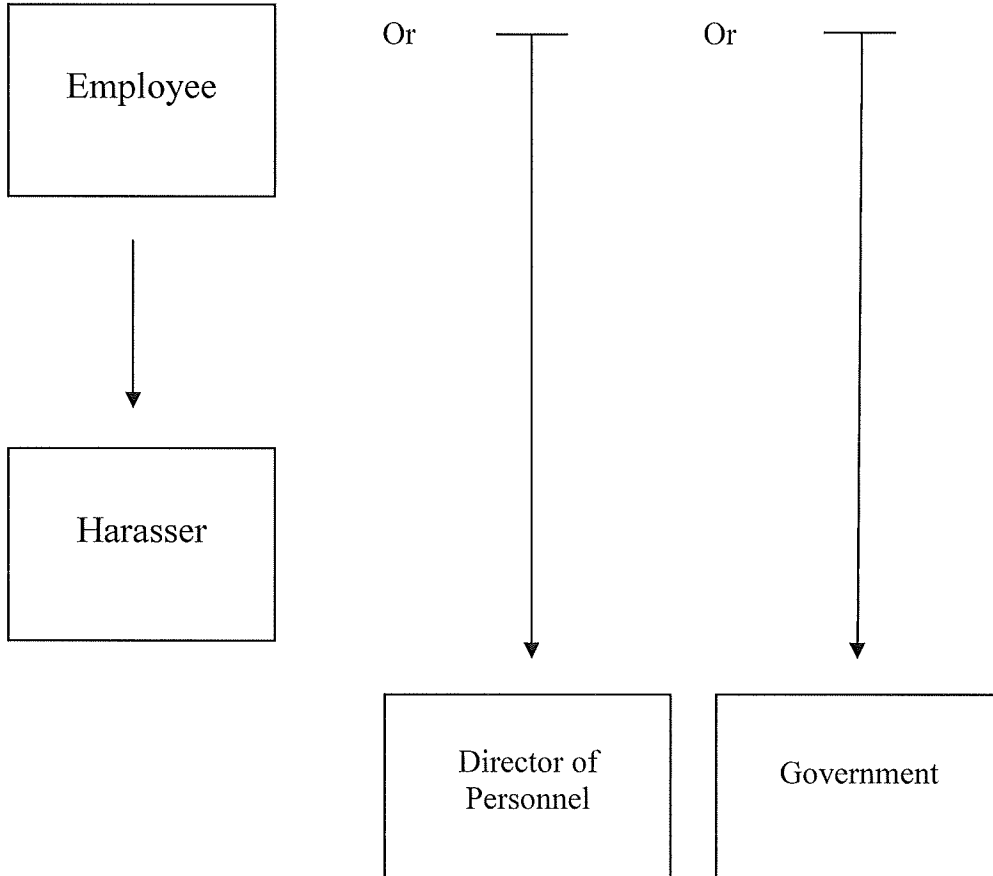 Employee
Or
Or
Harasser
Director of
Personnel
Government